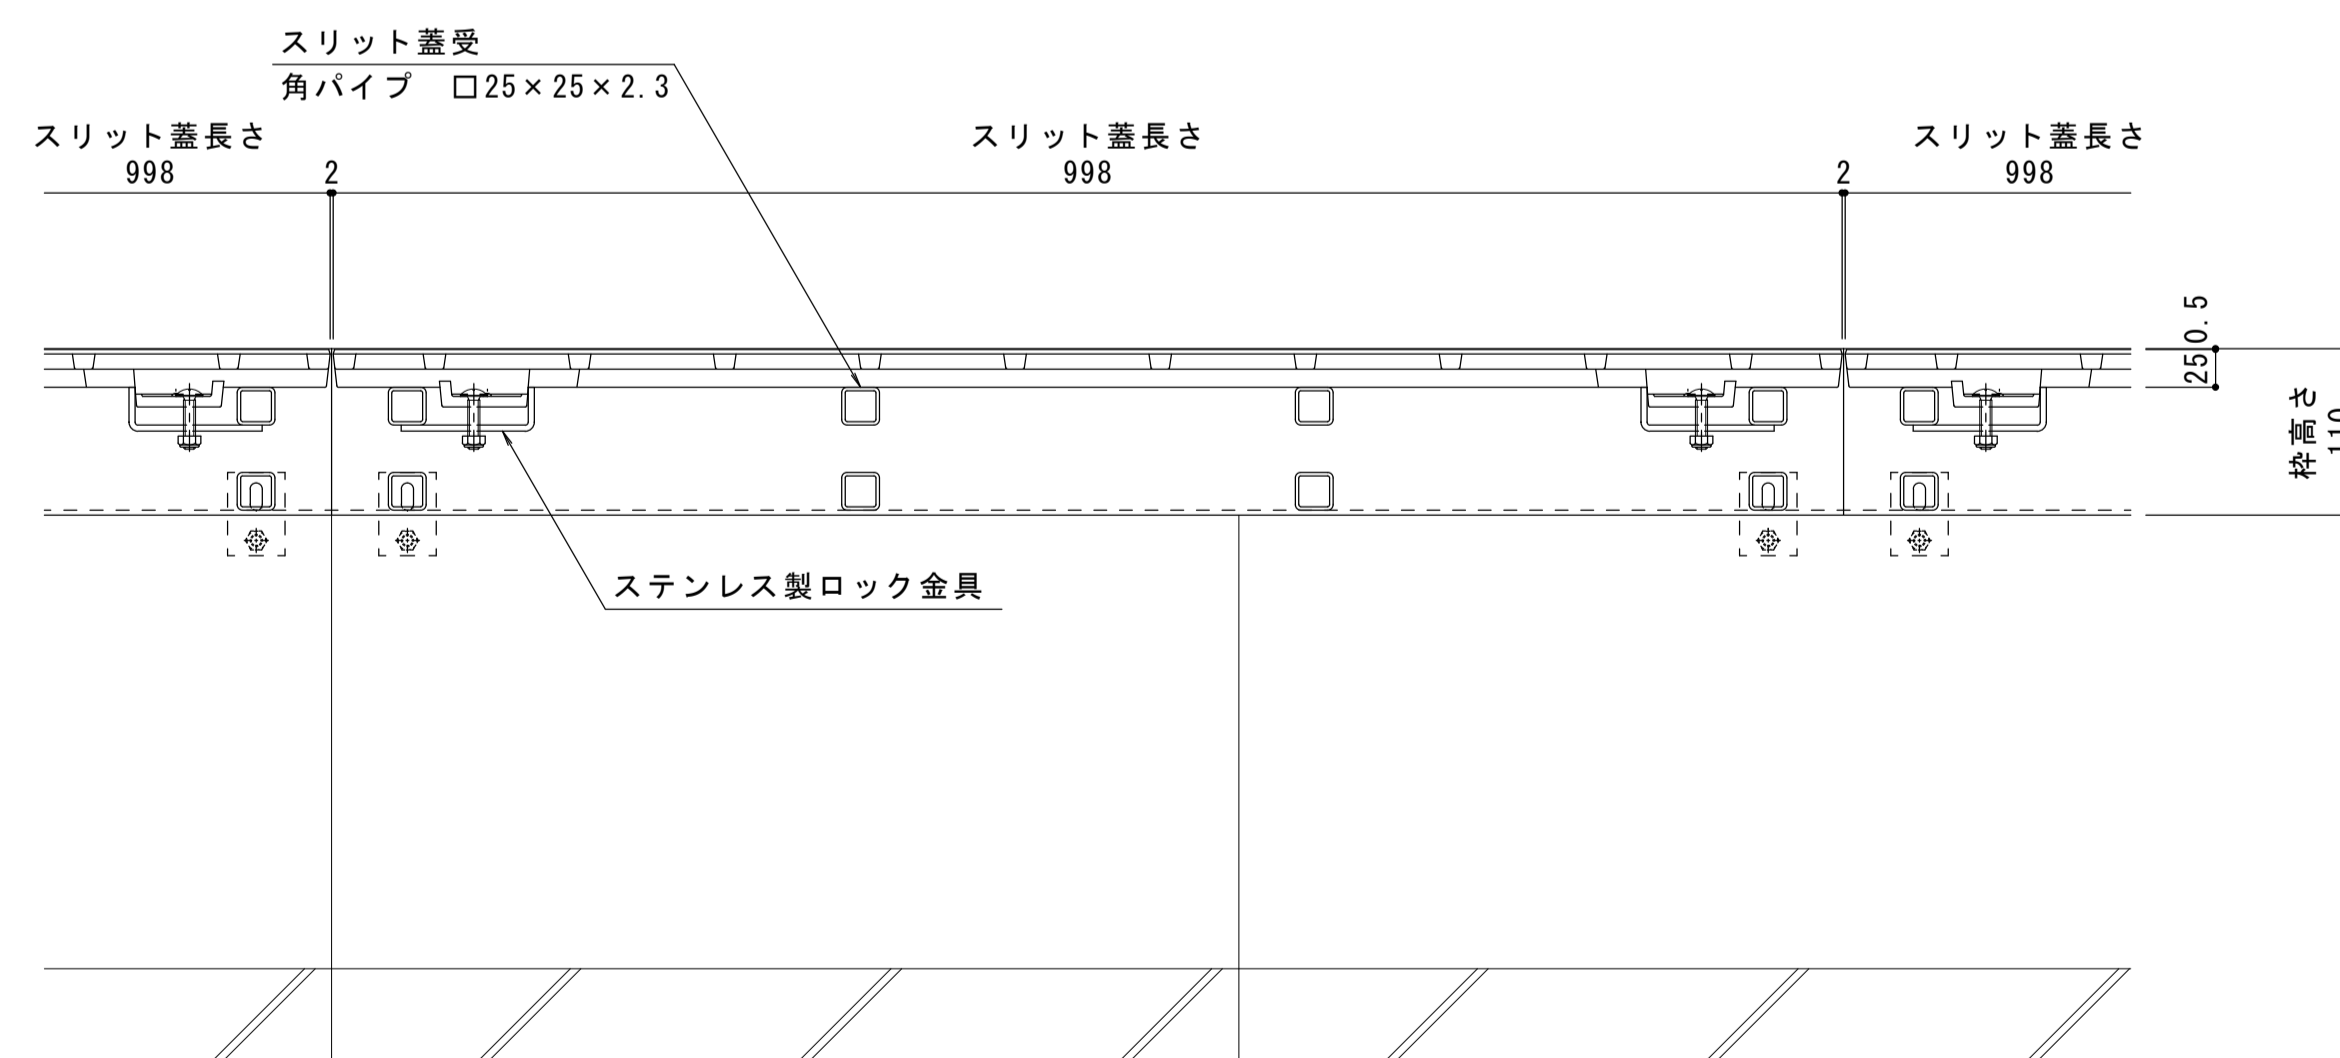 スリット蓋受
角パイプ　□25×25×2.3
スリット蓋長さ
998
2
スリット蓋長さ
998
2
スリット蓋長さ
998
0.5
25
枠高さ
110
ステンレス製ロック金具